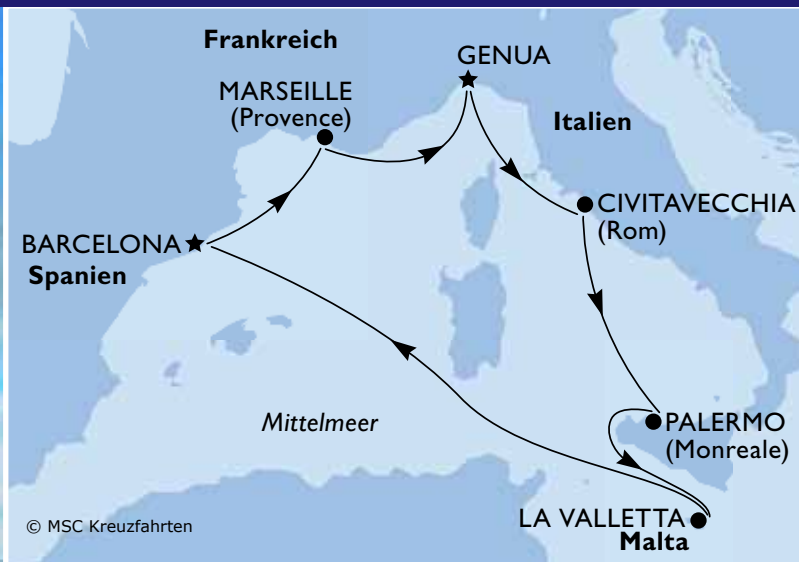 Frankreich
GENUA
MARSEILLE
(Provence)
Italien
CIVITAVECCHIA
(Rom)
BARCELONA
Spanien
Mittelmeer
PALERMO
(Monreale)
LA VALLETTA
Malta
© MSC Kreuzfahrten